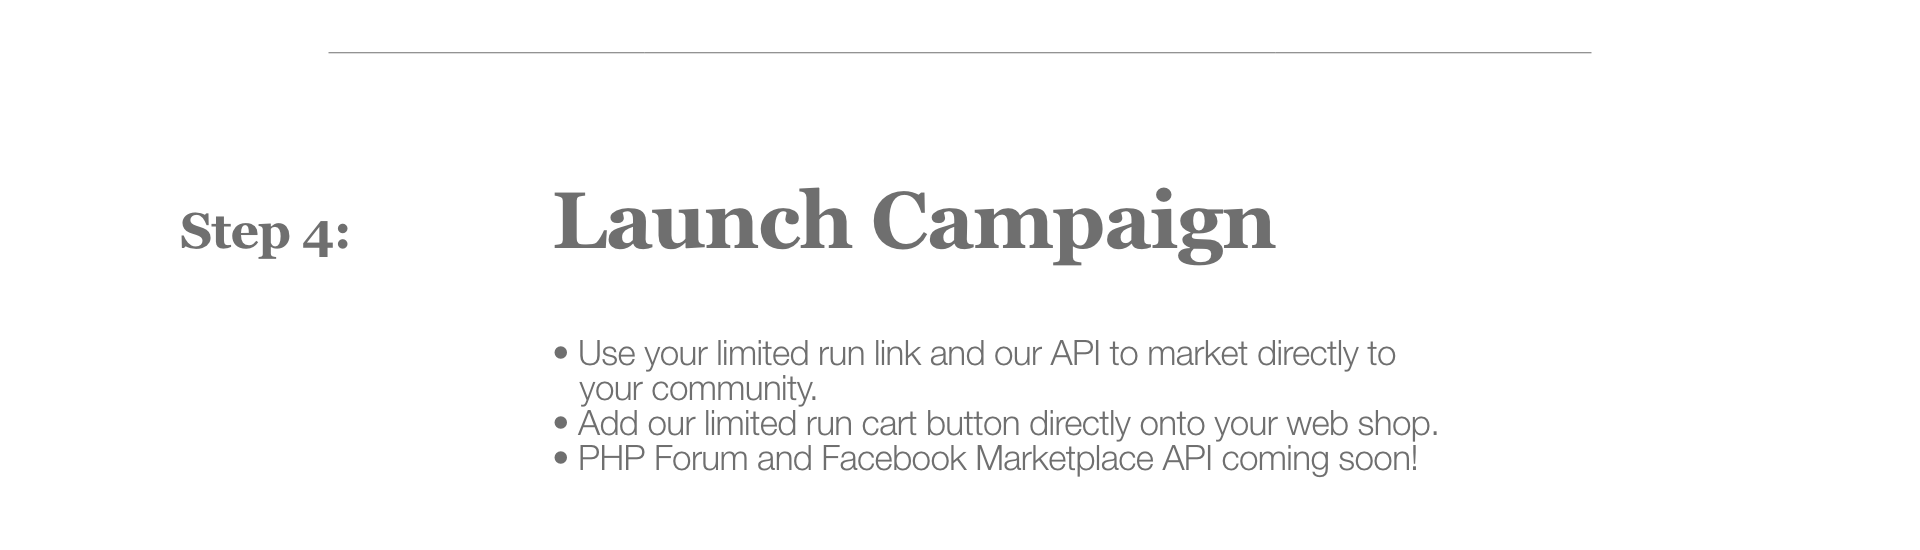 Step 4:
Launch Campaign
• Use your limited run link and our API to market directly to
your community.
• Add our limited run cart button directly onto your web shop.
• PHP Forum and Facebook Marketplace API coming soon!